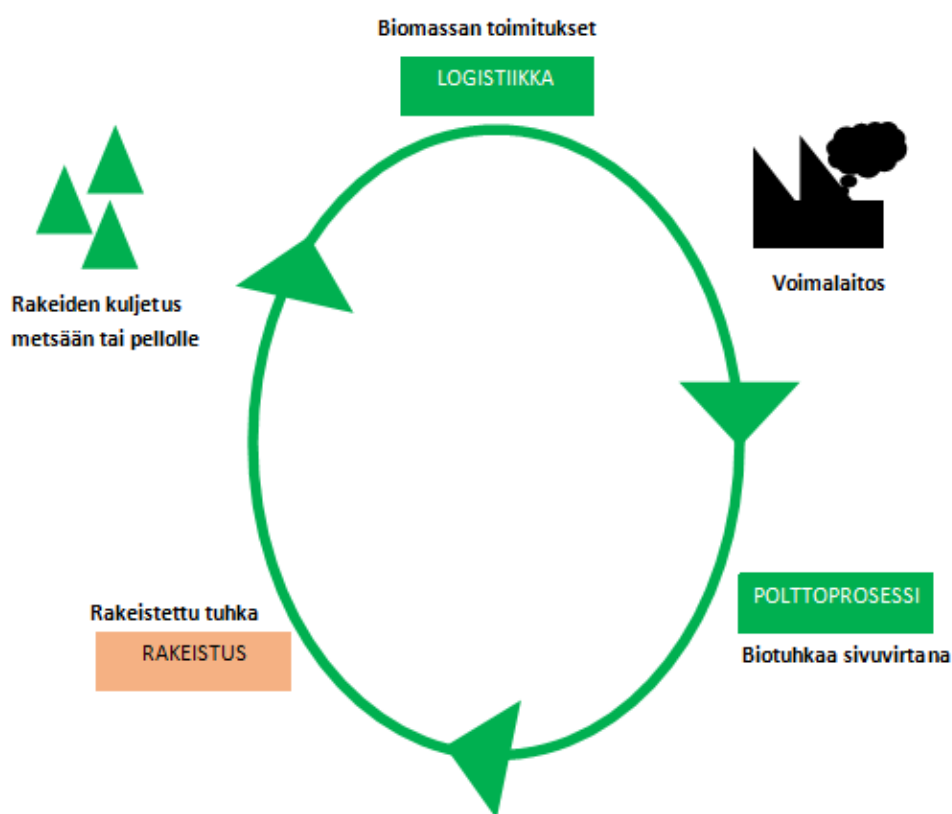 Biomassan toimitukset
LOGISTIIKKA
Voimalaitos
Rakeiden kuljetus
metsään tai pellolle
POLTTOPROSESSI
Biotuhkaa sivuvirtana
Rakeistettu tuhka
RAKEISTUS